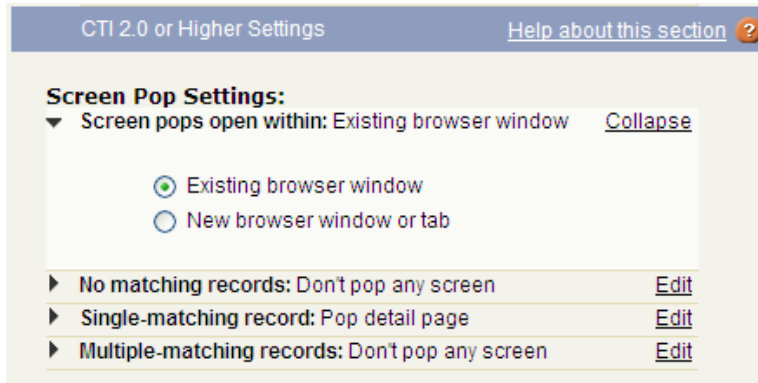 CTI 2.0 or Higher Settings Help about this section ?
Screen Pop Settings:
Screen pops open within: Existing browser window Collapse
Existing browser window
New browser window or tab
No matching records: Don't pop any screen Edit
Single-matching record: Pop detail page Edit
Multiple-matching records: Don't pop any screen Edit